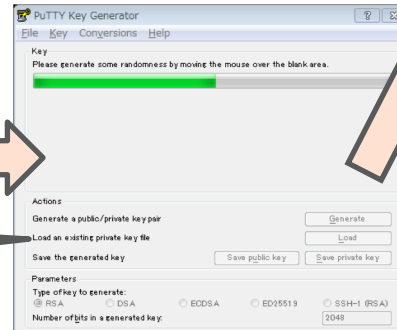 PuTTY Key Generator
File Key Conversions Help
Key
Please generate some randomness by moving the mouse over the blank area.
Actions
Generate a public/private key pair Generate
Load an existing private key file Load
Save the generated key Save public key Save private key
Parameters
Type of key to generate:
RSA DSA ECDSA ED25519 SSH-1 (RSA)
Number of bits in a generated key: 2048